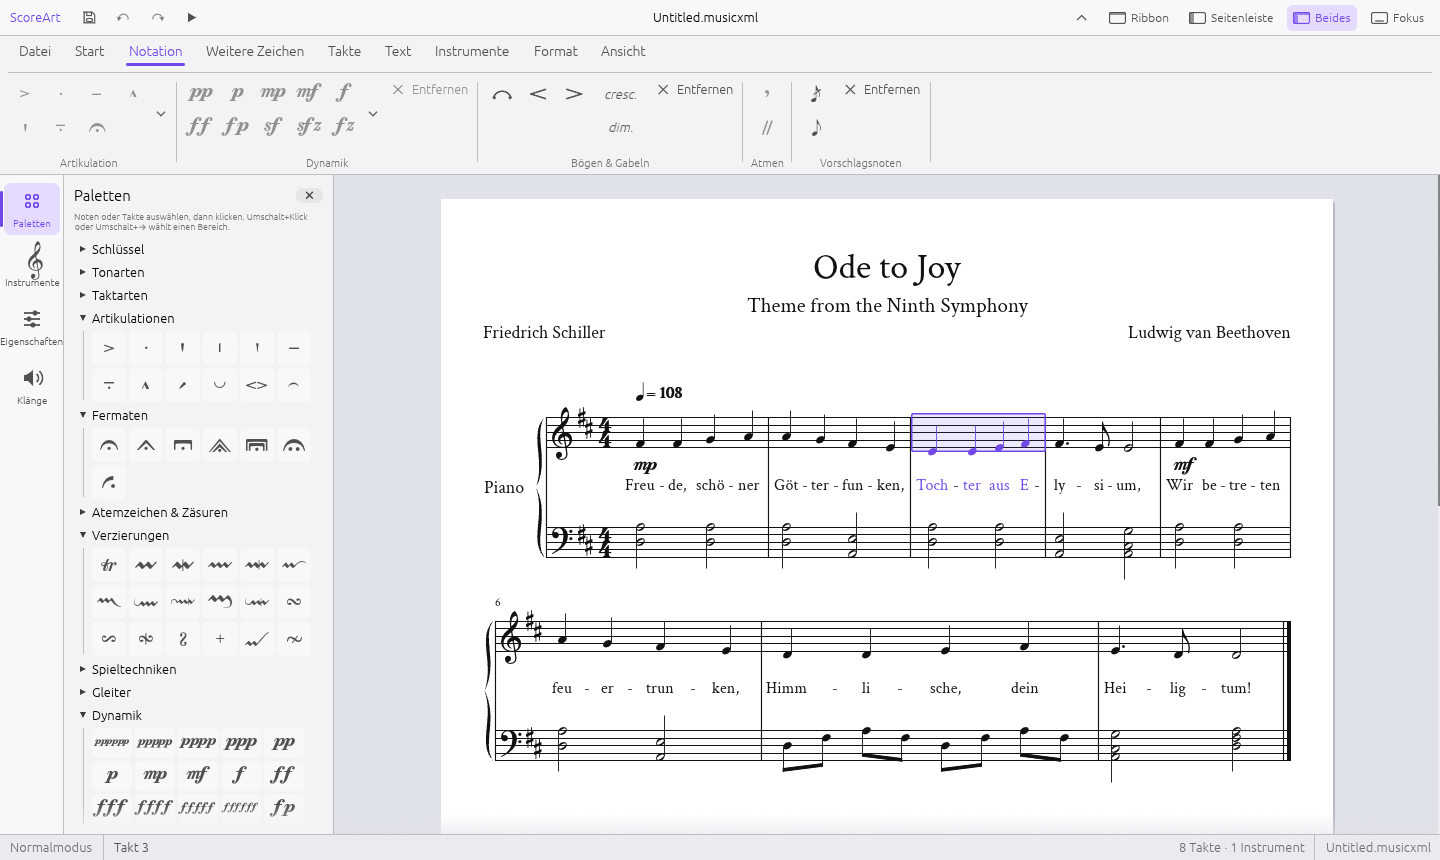 ScoreArt
Untitled.musicxml
Ribbon
Seitenleiste
Beides
Fokus
Datei
Start
Notation
Weitere Zeichen
Takte
Text
Instrumente
Format
Ansicht
pp p mp mf f
Entfernen
cresc.
Entfernen
Entfernen
ff fp sf sfz fz
dim.
Artikulation
Dynamik
Bögen & Gabeln
Atmen
Vorschlagsnoten
Paletten
Instrumente
Eigenschaften
Klänge
Paletten
Noten oder Takte auswählen, dann klicken. Umschalt+Klick
oder Umschalt+→ wählt einen Bereich.
Schlüssel
Tonarten
Taktarten
Artikulationen
Fermaten
Atemzeichen & Zäsuren
Verzierungen
tr
Spieltechniken
Gleiter
Dynamik
pppppp ppppp pppp ppp pp
p mp mf f ff
fff ffff fffff ffffff fp
Ode to Joy
Theme from the Ninth Symphony
Friedrich Schiller
Ludwig van Beethoven
= 108
mp
mf
Piano
Freu - de, schö - ner Göt - ter - fun - ken, Toch - ter aus E - ly - si - um, Wir be - tre - ten
6
feu - er - trun - ken, Himm - li - sche, dein Hei - lig - tum!
Normalmodus
Takt 3
8 Takte · 1 Instrument
Untitled.musicxml